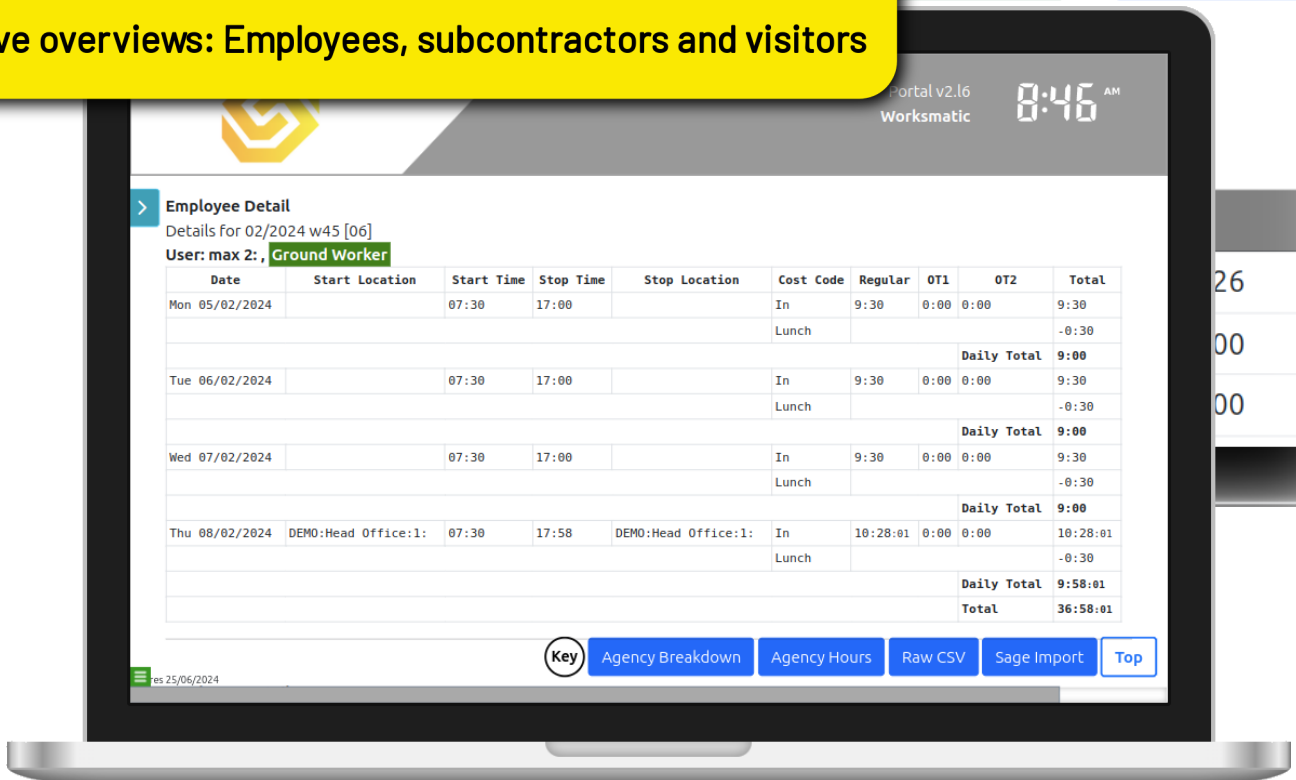 overviews: Employees, subcontractors and visitors
Portal v2.l6
Worksmatic
8:46 AM
Employee Detail
Details for 02/2024 w45 [06]
User: max 2: , Ground Worker
Date Start Location Start Time Stop Time Stop Location Cost Code Regular OT1 OT2 Total
Mon 05/02/2024 07:30 17:00 In 9:30 0:00 0:00 9:30
Lunch -0:30
Daily Total 9:00
Tue 06/02/2024 07:30 17:00 In 9:30 0:00 0:00 9:30
Lunch -0:30
Daily Total 9:00
Wed 07/02/2024 07:30 17:00 In 9:30 0:00 0:00 9:30
Lunch -0:30
Daily Total 9:00
Thu 08/02/2024 DEMO:Head Office:1: 07:30 17:58 DEMO:Head Office:1: In 10:28:01 0:00 0:00 10:28:01
Lunch -0:30
Daily Total 9:58:01
Total 36:58:01
Key Agency Breakdown Agency Hours Raw CSV Sage Import Top
25/06/2024
26
00
00